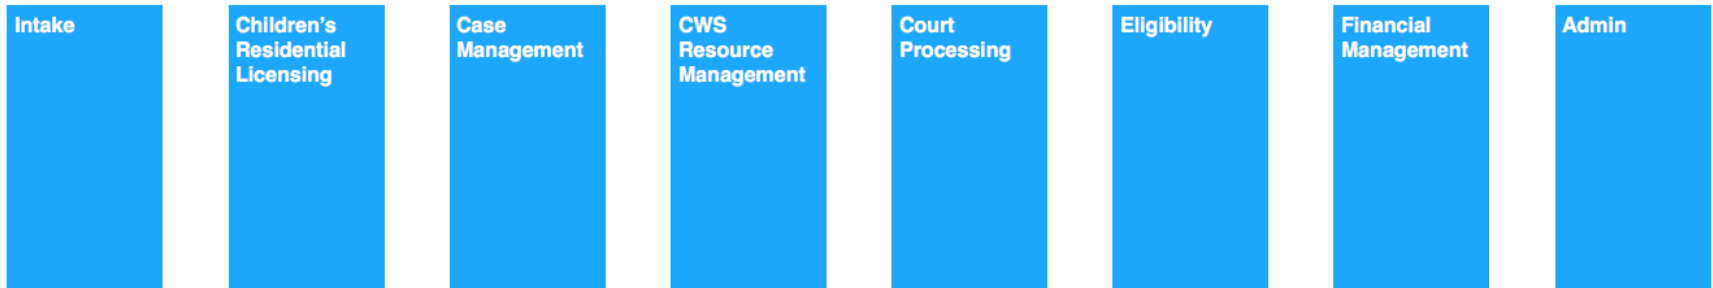 Intake
Children's
Residential
Licensing
Case
Management
CWS
Resource
Management
Court
Processing
Eligibility
Financial
Management
Admin